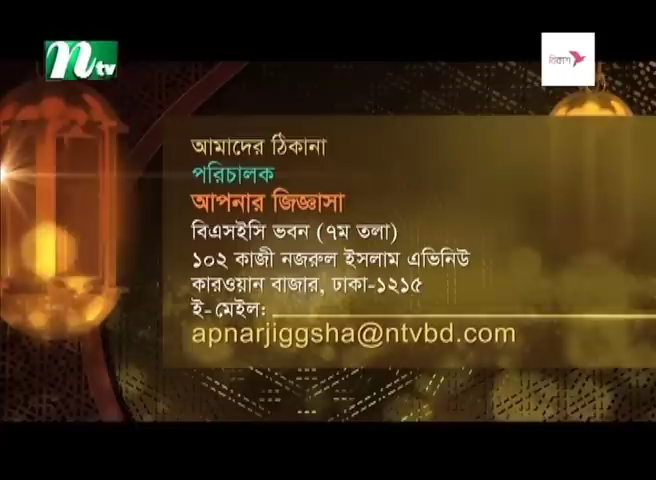 ntv
বিকাশ
আমাদের ঠিকানা
পরিচালক
আপনার জিজ্ঞাসা
বিএসইসি ভবন (৭ম তলা)
১০২ কাজী নজরুল ইসলাম এভিনিউ
কারওয়ান বাজার, ঢাকা-১২১৫
ই-মেইল:
apnarjiggsha@ntvbd.com